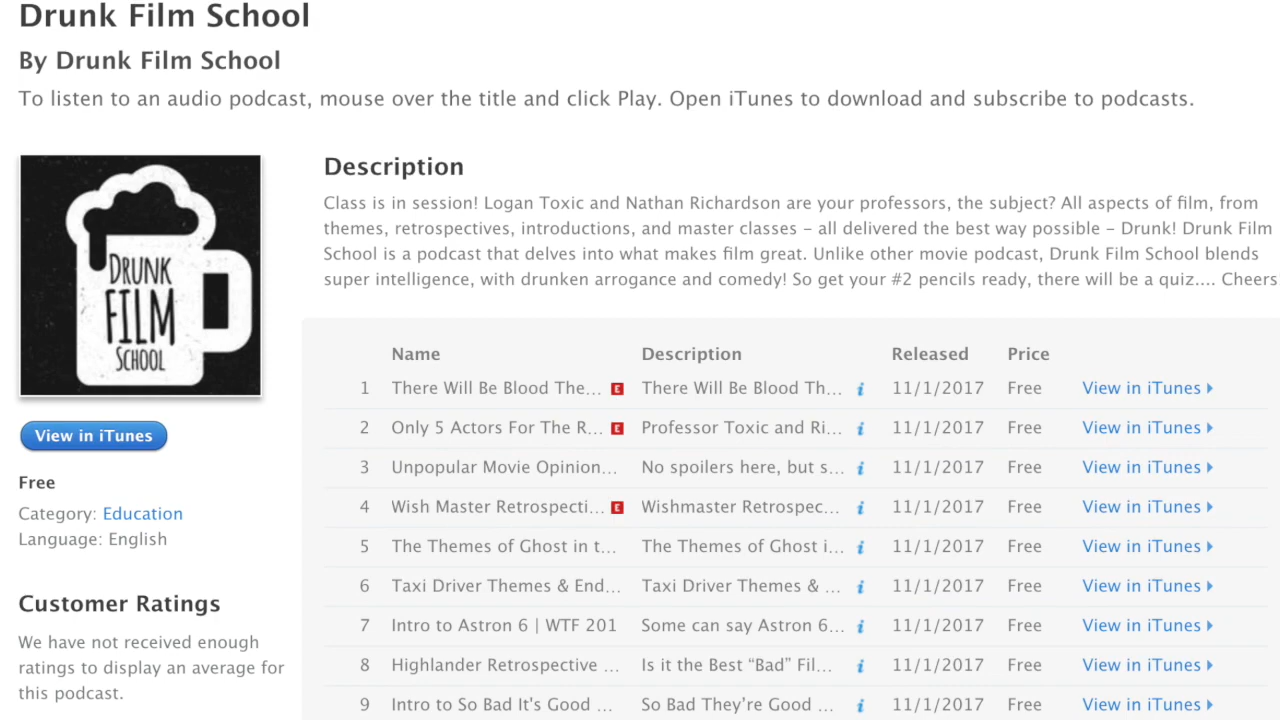 Drunk Film School
By Drunk Film School
To listen to an audio podcast, mouse over the title and click Play. Open iTunes to download and subscribe to podcasts.
DRUNK
FILM
SCHOOL
View in iTunes
Free
Category: Education
Language: English
Customer Ratings
We have not received enough
ratings to display an average for
this podcast.
Description
Class is in session! Logan Toxic and Nathan Richardson are your professors, the subject? All aspects of film, from
themes, retrospectives, introductions, and master classes – all delivered the best way possible – Drunk! Drunk Film
School is a podcast that delves into what makes film great. Unlike other movie podcast, Drunk Film School blends
super intelligence, with drunken arrogance and comedy! So get your #2 pencils ready, there will be a quiz.... Cheers
Name Description Released Price
1 There Will Be Blood The... E There Will Be Blood Th... i 11/1/2017 Free View in iTunes
2 Only 5 Actors For The R... E Professor Toxic and Ri... i 11/1/2017 Free View in iTunes
3 Unpopular Movie Opinion... No spoilers here, but s... i 11/1/2017 Free View in iTunes
4 Wish Master Retrospecti... E Wishmaster Retrospec... i 11/1/2017 Free View in iTunes
5 The Themes of Ghost in t... The Themes of Ghost i... i 11/1/2017 Free View in iTunes
6 Taxi Driver Themes & End... Taxi Driver Themes & ... i 11/1/2017 Free View in iTunes
7 Intro to Astron 6 | WTF 201 Some can say Astron 6... i 11/1/2017 Free View in iTunes
8 Highlander Retrospective ... Is it the Best “Bad” Fil... i 11/1/2017 Free View in iTunes
9 Intro to So Bad It's Good ... So Bad They’re Good ... i 11/1/2017 Free View in iTunes